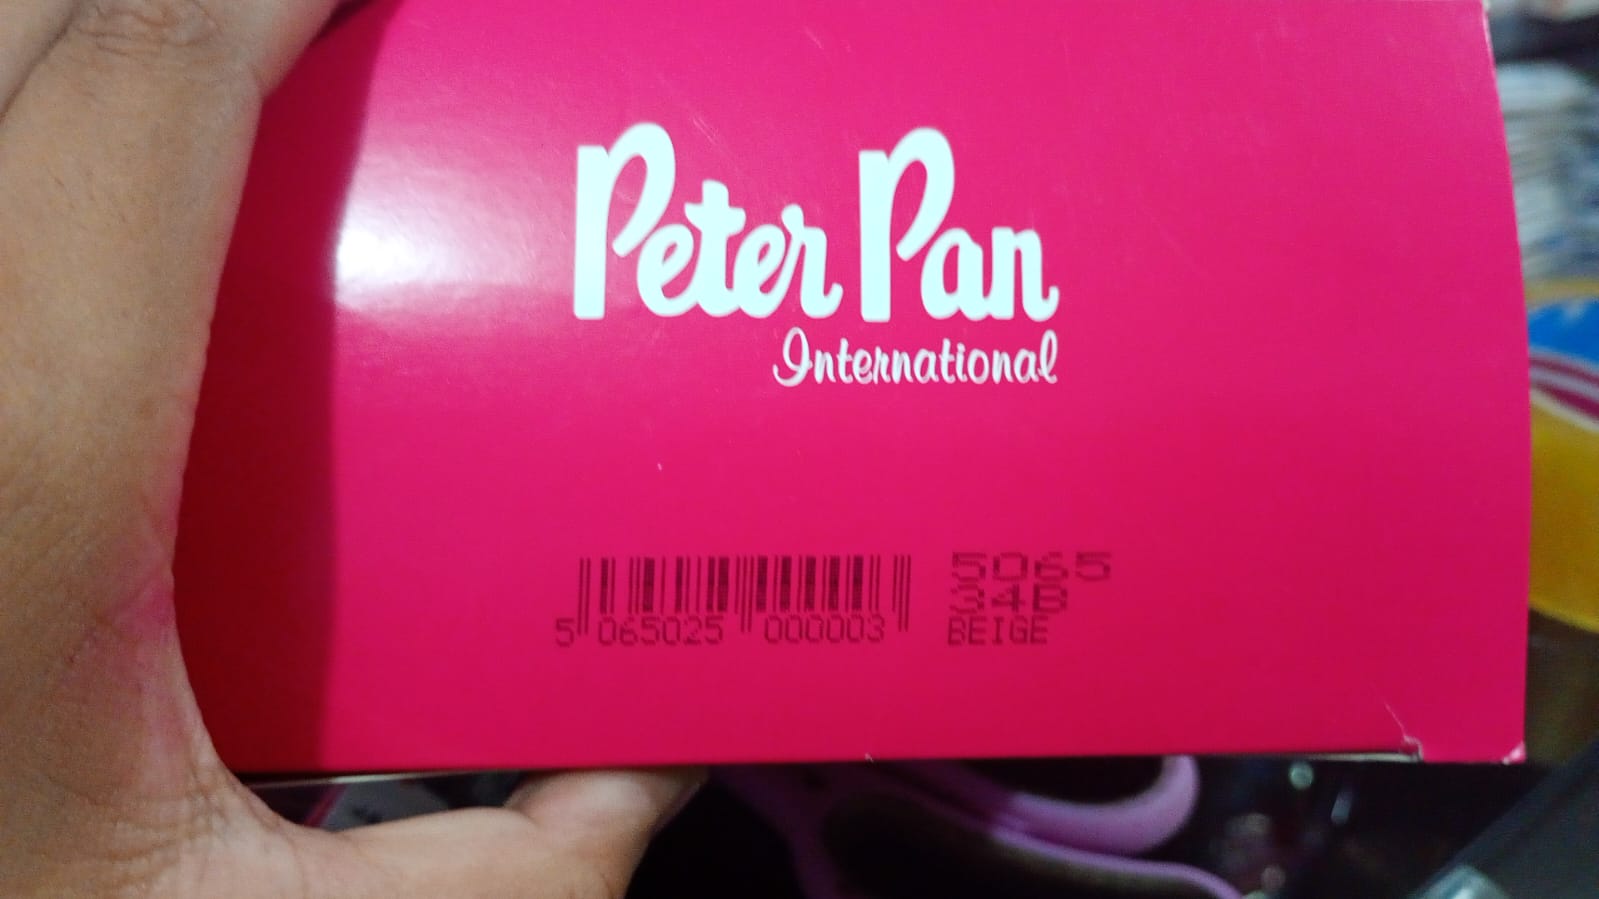 Peter Pan
International
5065
34B
5 065025 000003 BEIGE